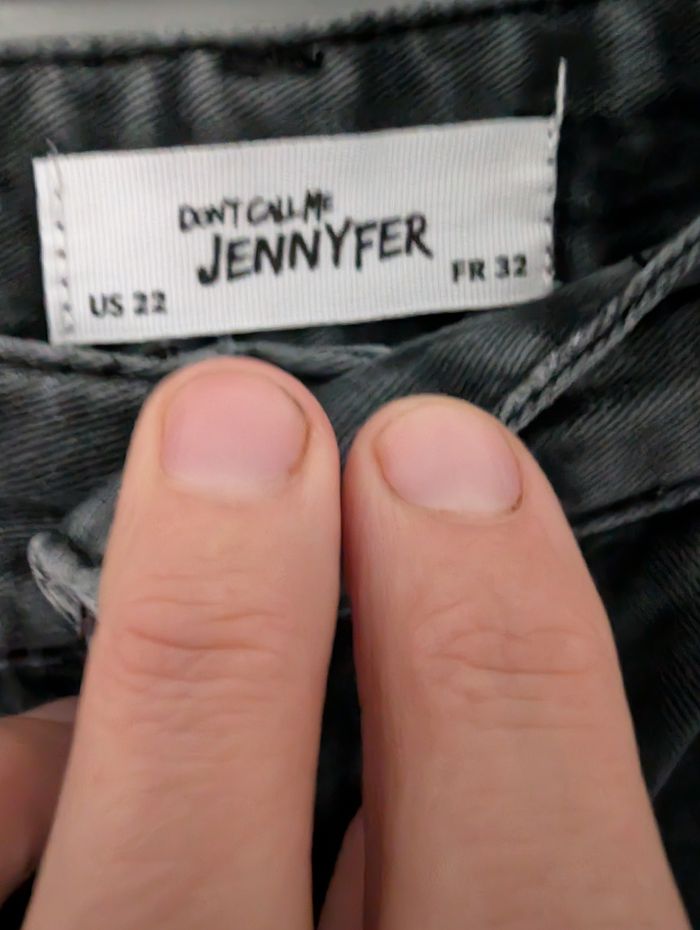 DON'T CALL ME
JENNYFER
US 22
FR 32